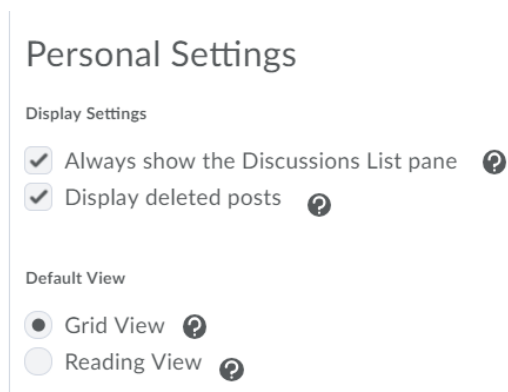 Personal Settings
Display Settings
Always show the Discussions List pane
Display deleted posts
Default View
Grid View
Reading View